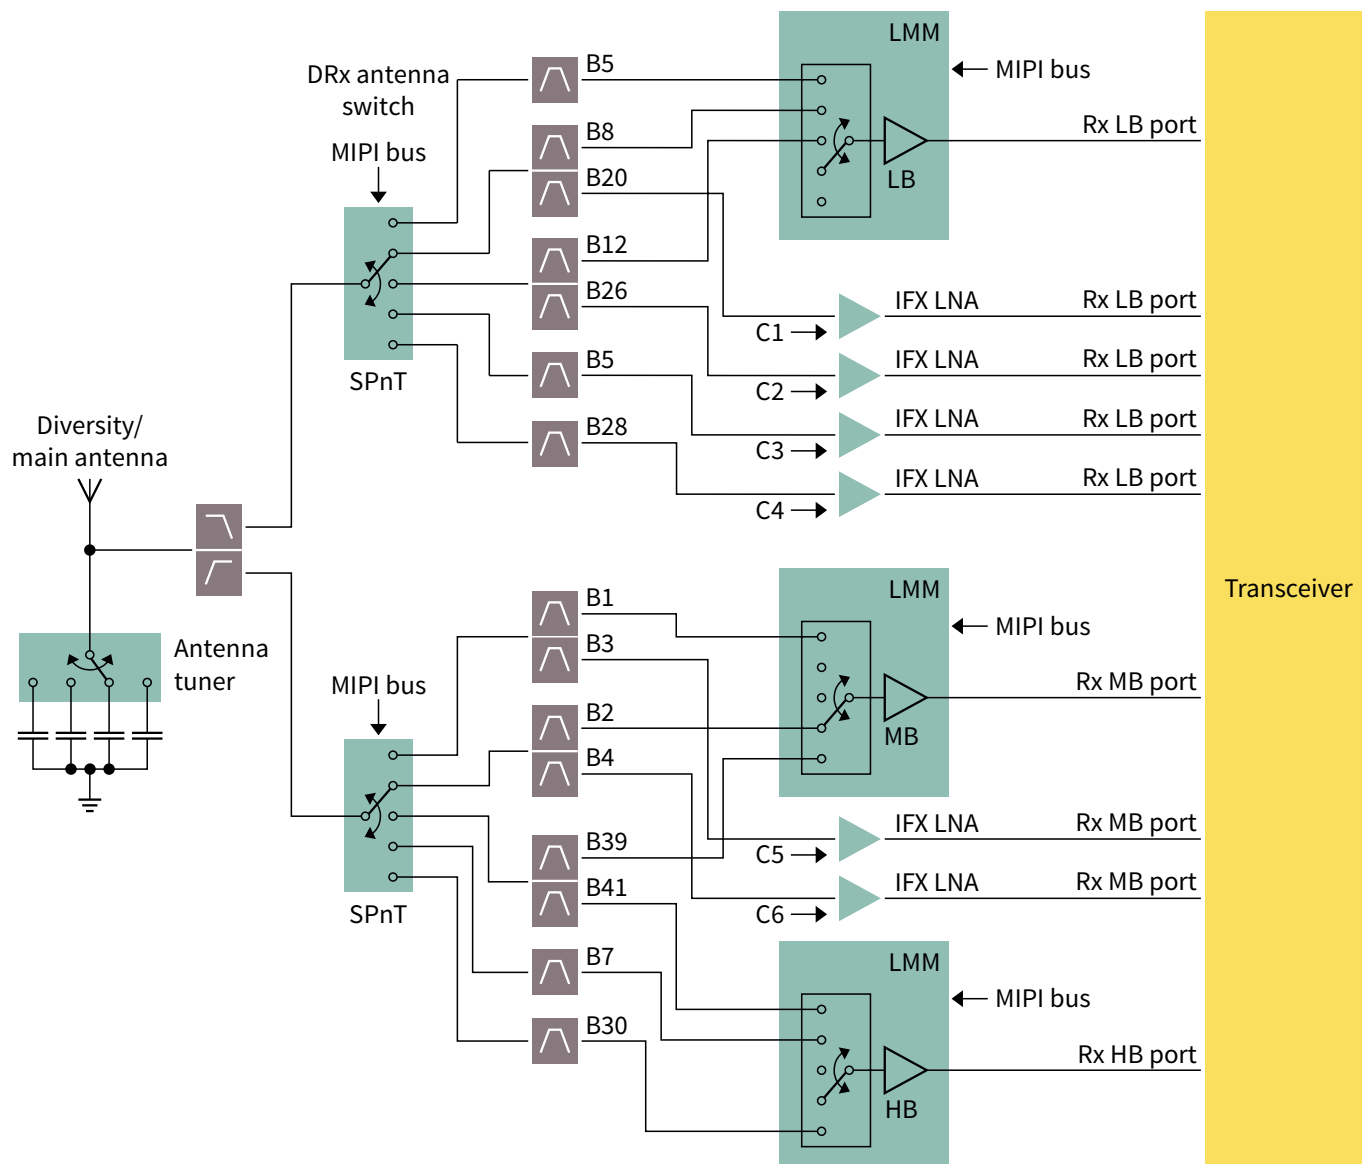 LMM
B5
DRx antenna
switch
MIPI bus
MIPI bus
Rx LB port
B8
LB
B20
B12
B26
IFX LNA
Rx LB port
C1
B5
IFX LNA
Rx LB port
SPnT
C2
B28
IFX LNA
Rx LB port
C3
Diversity/
main antenna
IFX LNA
Rx LB port
C4
Transceiver
LMM
B1
MIPI bus
B3
Antenna
tuner
MIPI bus
Rx MB port
B2
MB
B4
IFX LNA
Rx MB port
B39
C5
B41
IFX LNA
Rx MB port
SPnT
C6
LMM
B7
MIPI bus
B30
Rx HB port
HB